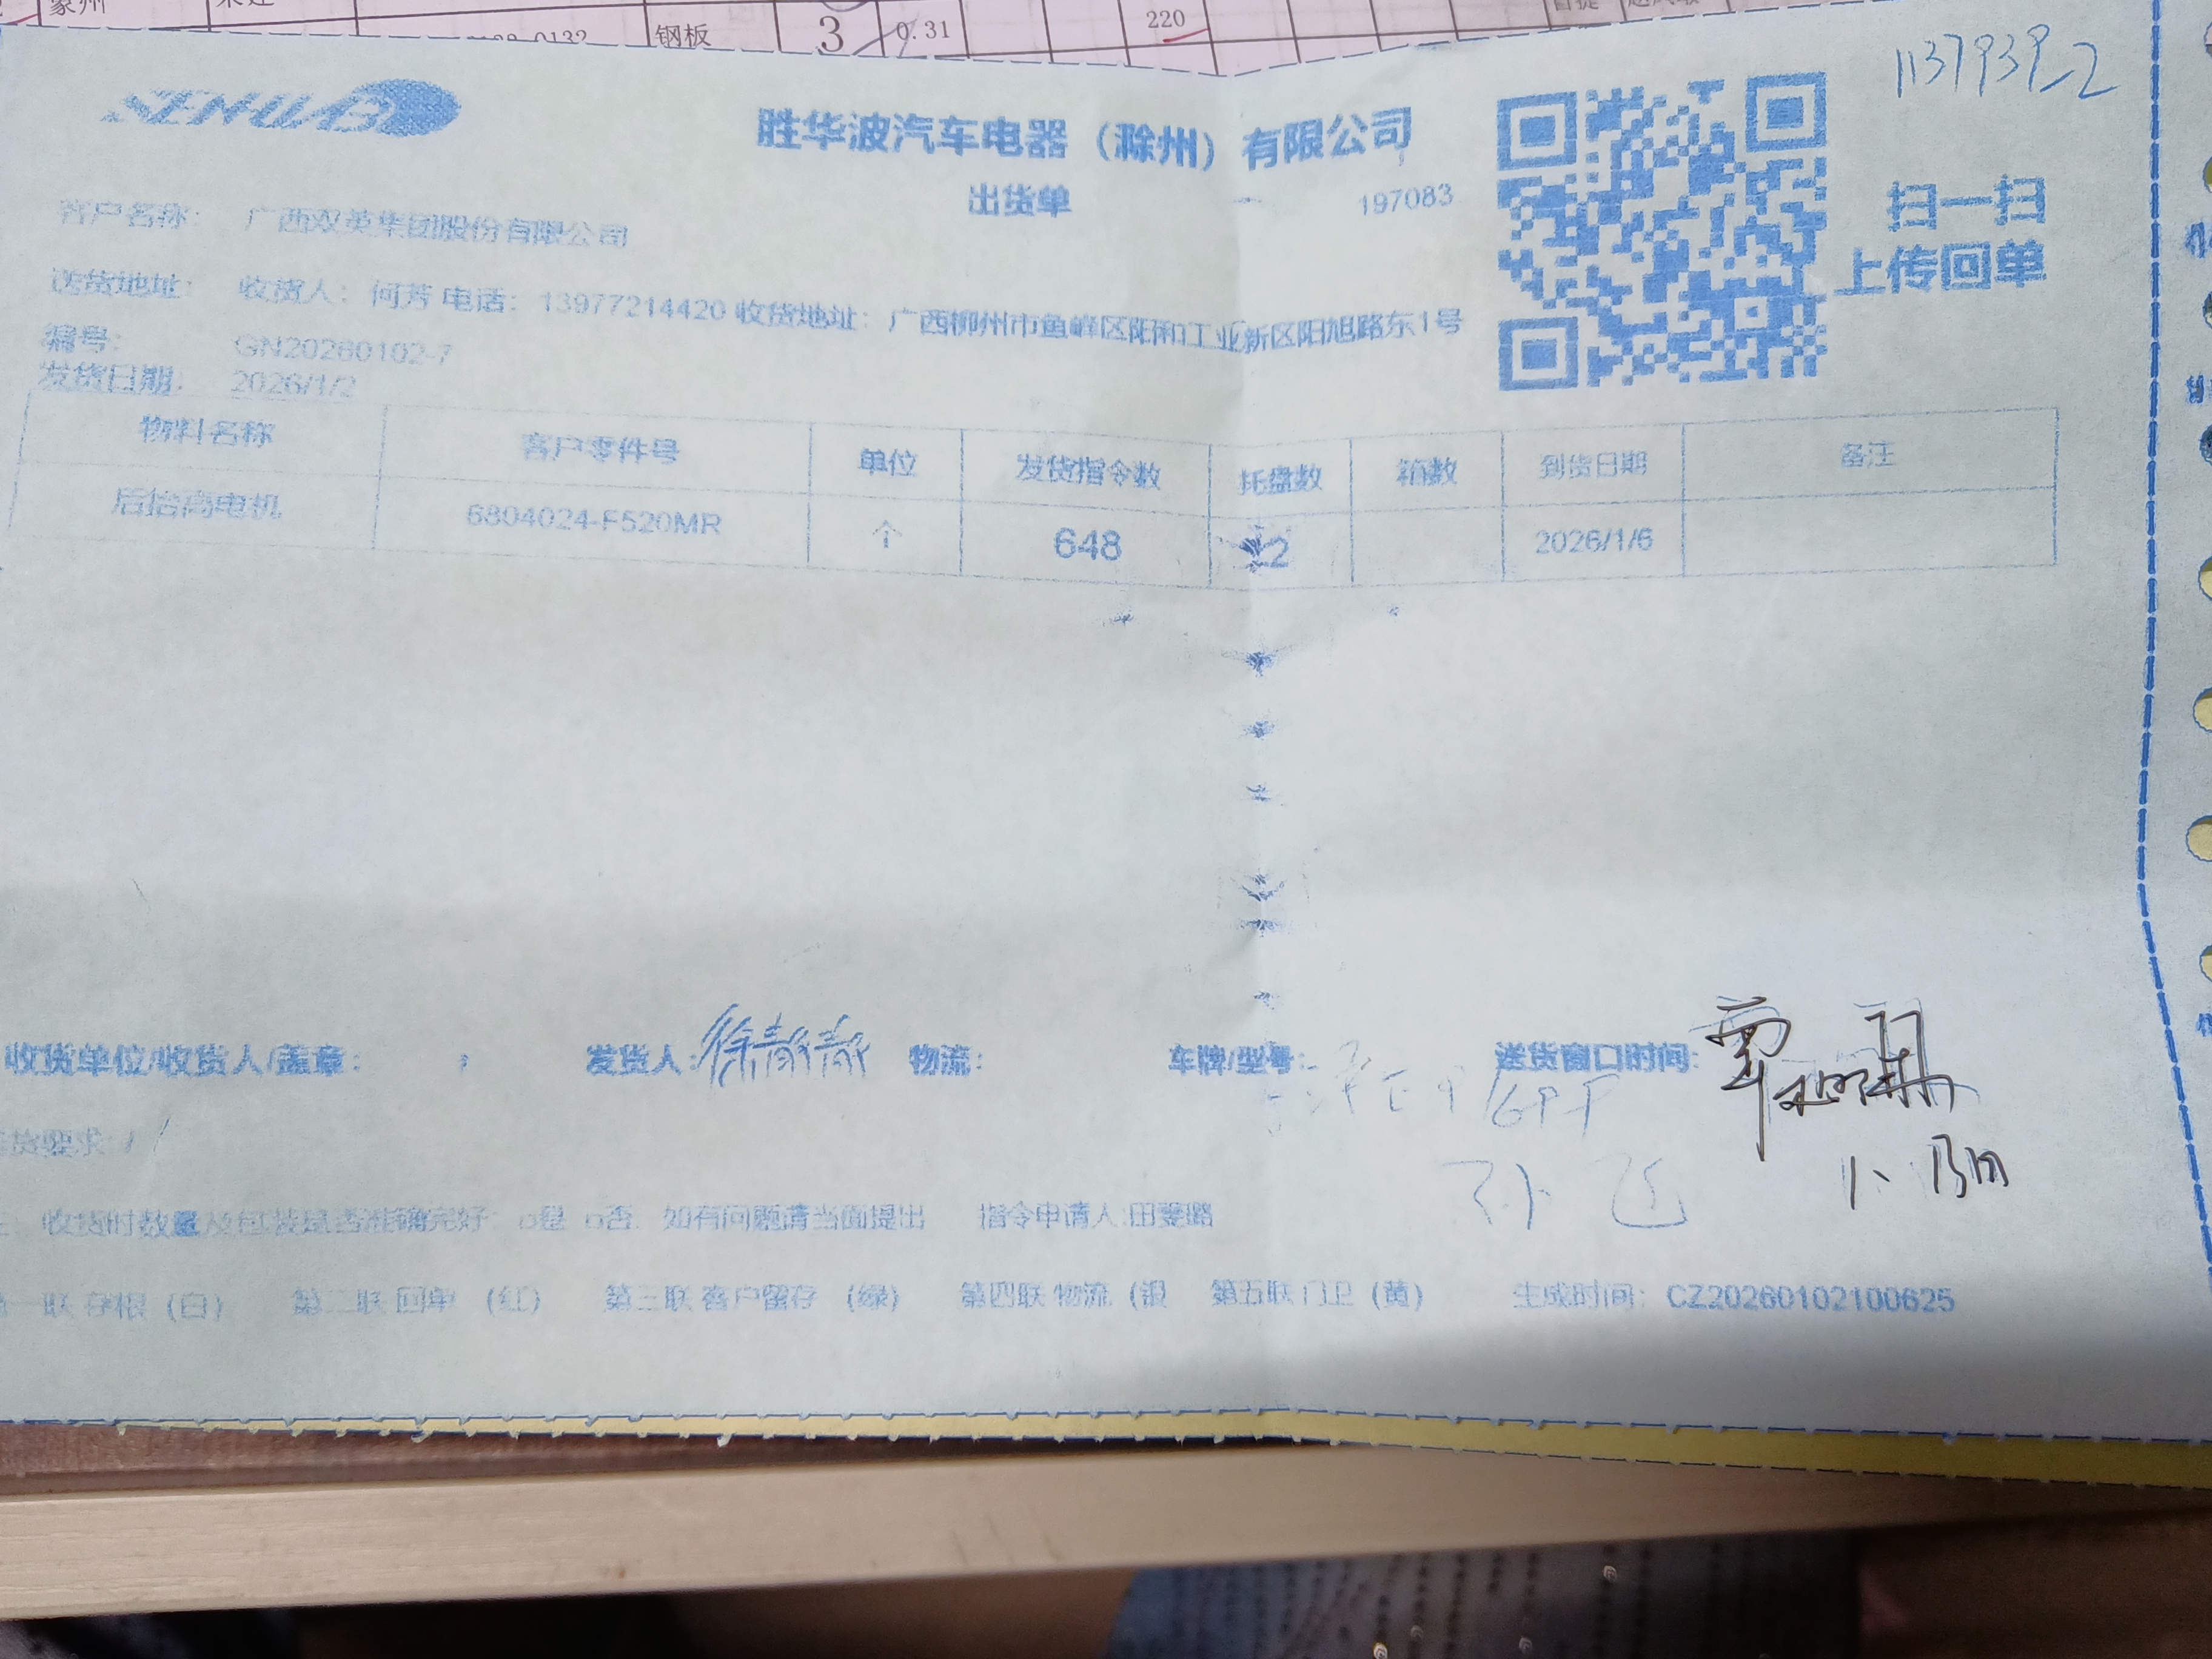 象州
钢板 3 0.31 220
1137939-2
SENHWAB
胜华波汽车电器（滁州）有限公司
扫一扫
上传回单
出货单 197083
客户名称： 广西双英集团股份有限公司
送货地址： 收货人：何芳 电话：13977214420 收货地址：广西柳州市鱼峰区阳和工业新区阳旭路东1号
编号： GN20260102-7
发货日期： 2026/1/2
物料名称 客户零件号 单位 发货指令数 托盘数 箱数 到货日期 备注
后抬高电机 6804024-F520MR 个 648 2 2026/1/6
收货单位/收货人/盖章： 发货人：徐静静 物流： 车牌/型号： 送货窗口时间：
货要求：/
收货时数量及包装是否准确完好： □是 □否. 如有问题请当面提出 指令申请人:田斐璐
一联 存根（白） 第二联 回单 （红） 第三联 客户留存 （绿） 第四联 物流（银 第五联 门卫（黄） 生成时间：CZ20260102100625